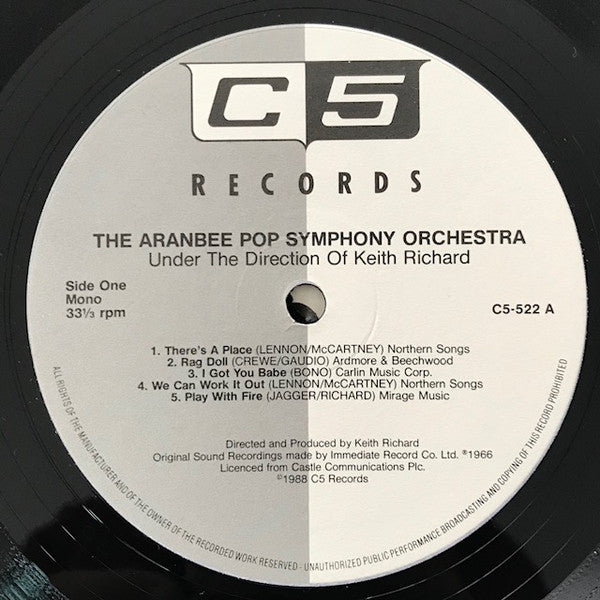 C5
RECORDS
THE ARANBEE POP SYMPHONY ORCHESTRA
Under The Direction Of Keith Richard
Side One
Mono
33⅓ rpm
C5-522 A
1. There's A Place (LENNON/McCARTNEY) Northern Songs
2. Rag Doll (CREWE/GAUDIO) Ardmore & Beechwood
3. I Got You Babe (BONO) Carlin Music Corp.
4. We Can Work It Out (LENNON/McCARTNEY) Northern Songs
5. Play With Fire (JAGGER/RICHARD) Mirage Music
Directed and Produced by Keith Richard
Original Sound Recordings made by Immediate Record Co. Ltd. ℗1966
Licenced from Castle Communications Plc.
©1988 C5 Records
ALL RIGHTS OF THE MANUFACTURER AND OF THE OWNER OF THE RECORDED WORK RESERVED - UNAUTHORIZED PUBLIC PERFORMANCE BROADCASTING AND COPYING OF THIS RECORD PROHIBITED